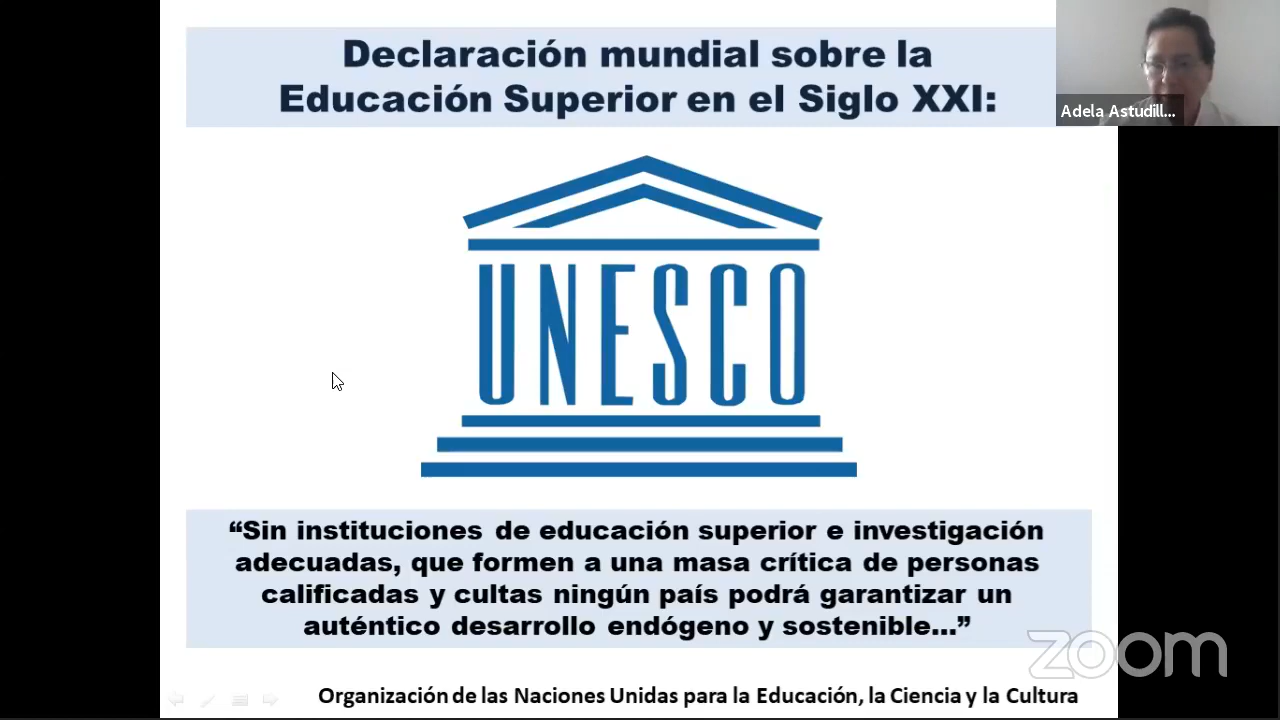 Declaración mundial sobre la
Educación Superior en el Siglo XXI:
Adela Astudill...
UNESCO
“Sin instituciones de educación superior e investigación
adecuadas, que formen a una masa crítica de personas
calificadas y cultas ningún país podrá garantizar un
auténtico desarrollo endógeno y sostenible...”
zoom
Organización de las Naciones Unidas para la Educación, la Ciencia y la Cultura